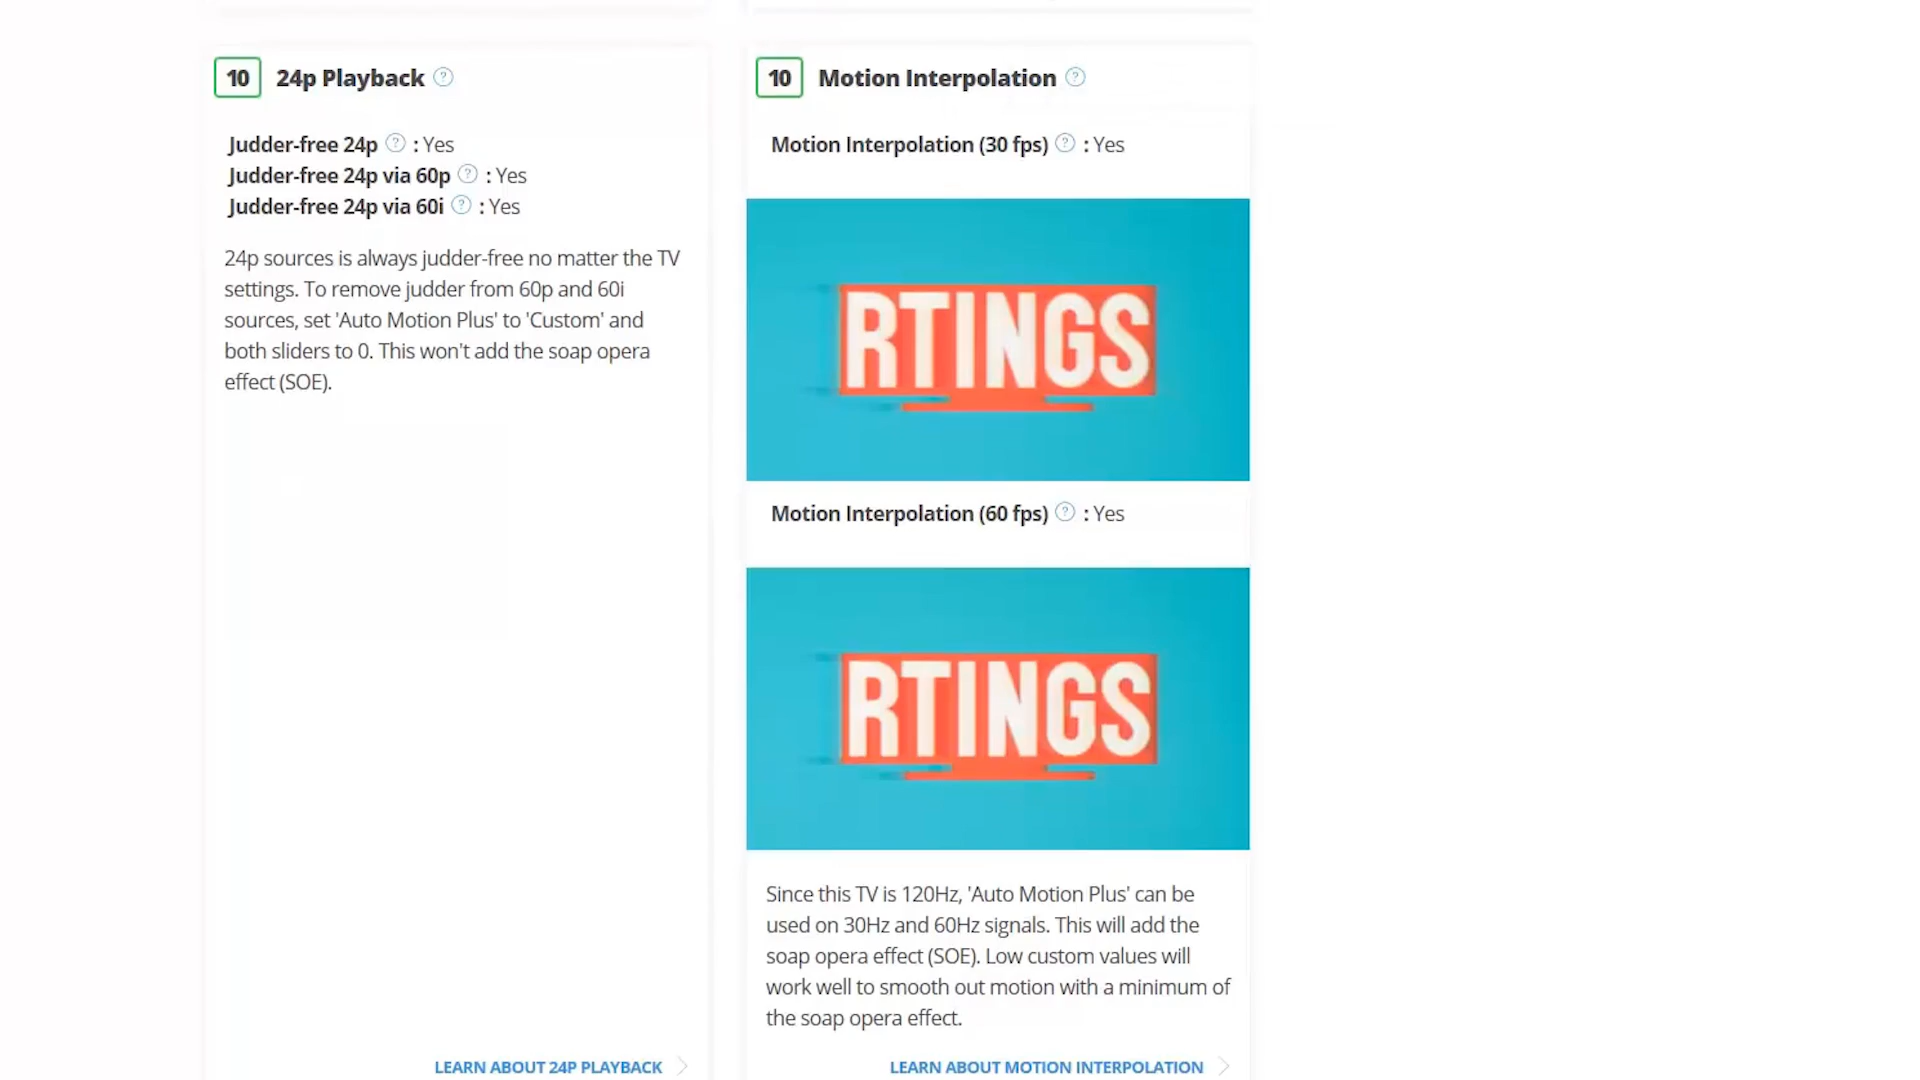 10 24p Playback ?
Judder-free 24p ? : Yes
Judder-free 24p via 60p ? : Yes
Judder-free 24p via 60i ? : Yes
24p sources is always judder-free no matter the TV
settings. To remove judder from 60p and 60i
sources, set 'Auto Motion Plus' to 'Custom' and
both sliders to 0. This won't add the soap opera
effect (SOE).
LEARN ABOUT 24P PLAYBACK
10 Motion Interpolation ?
Motion Interpolation (30 fps) ? : Yes
RTINGS
Motion Interpolation (60 fps) ? : Yes
RTINGS
Since this TV is 120Hz, 'Auto Motion Plus' can be
used on 30Hz and 60Hz signals. This will add the
soap opera effect (SOE). Low custom values will
work well to smooth out motion with a minimum of
the soap opera effect.
LEARN ABOUT MOTION INTERPOLATION